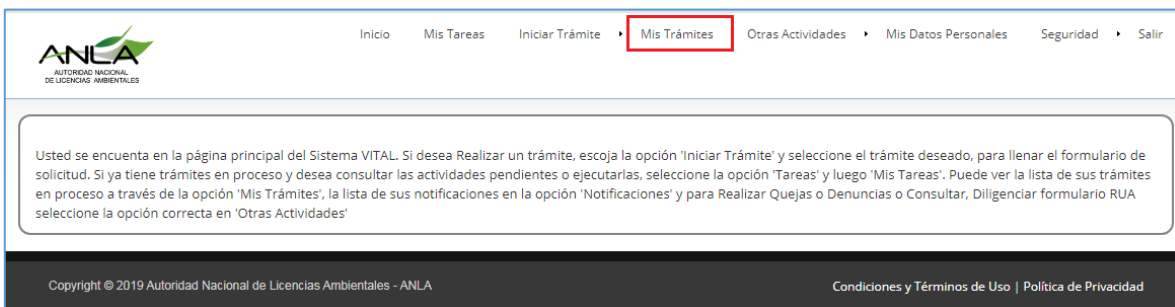 Inicio Mis Tareas Iniciar Trámite Mis Trámites Otras Actividades Mis Datos Personales Seguridad Salir
ANLA
AUTORIDAD NACIONAL
DE LICENCIAS AMBIENTALES
Usted se encuenta en la página principal del Sistema VITAL. Si desea Realizar un trámite, escoja la opción 'Iniciar Trámite' y seleccione el trámite deseado, para llenar el formulario de
solicitud. Si ya tiene trámites en proceso y desea consultar las actividades pendientes o ejecutarlas, seleccione la opción 'Tareas' y luego 'Mis Tareas'. Puede ver la lista de sus trámites
en proceso a través de la opción 'Mis Trámites', la lista de sus notificaciones en la opción 'Notificaciones' y para Realizar Quejas o Denuncias o Consultar, Diligenciar formulario RUA
seleccione la opción correcta en 'Otras Actividades'
Copyright © 2019 Autoridad Nacional de Licencias Ambientales - ANLA Condiciones y Términos de Uso | Política de Privacidad